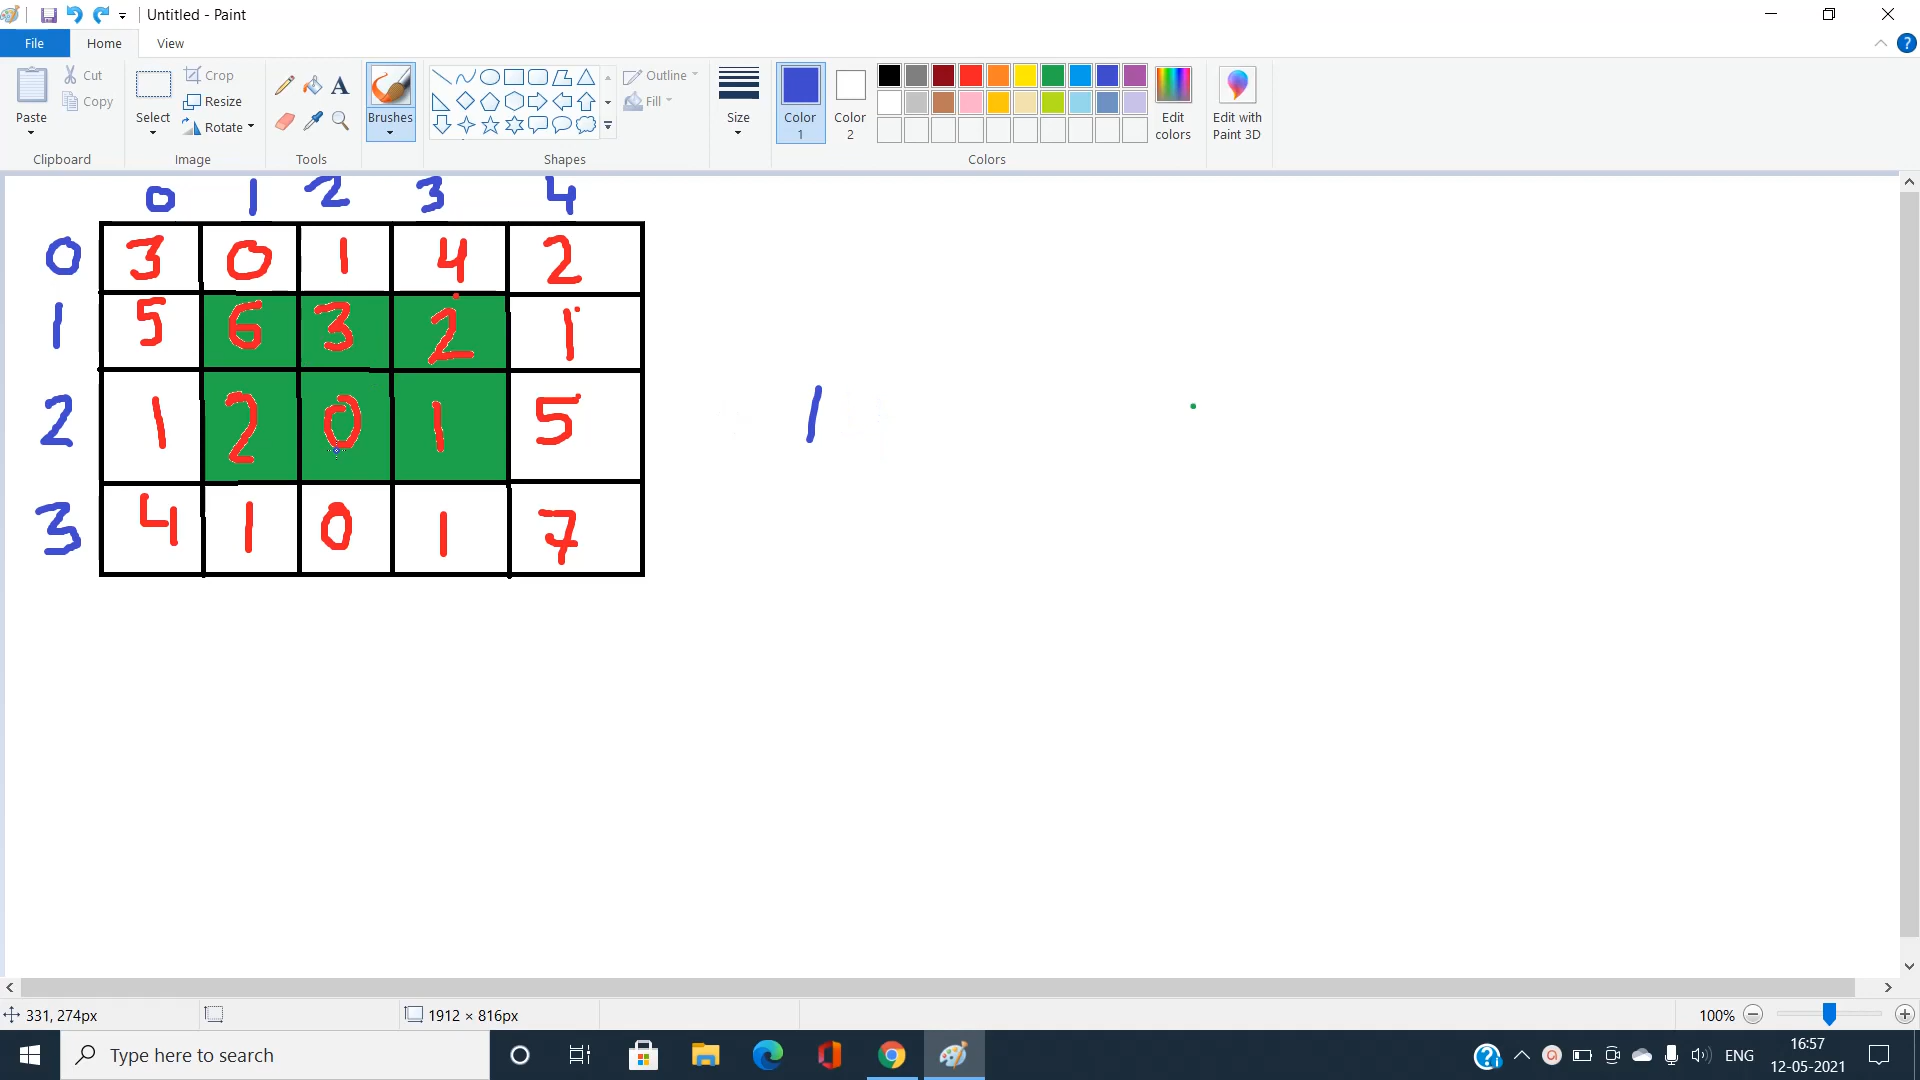 Untitled - Paint
File Home View
Paste
Cut
Copy
Clipboard
Select
Crop
Resize
Rotate
Image
Tools
Brushes
Shapes
Outline
Fill
Size
Color 1
Color 2
Colors
Edit colors
Edit with Paint 3D
0 1 2 3 4
0 3 0 1 4 2
1 5 6 3 2 1
2 1 2 0 1 5
3 4 1 0 1 7
1
331, 274px
1912 × 816px
100%
Type here to search
ENG
16:57
12-05-2021